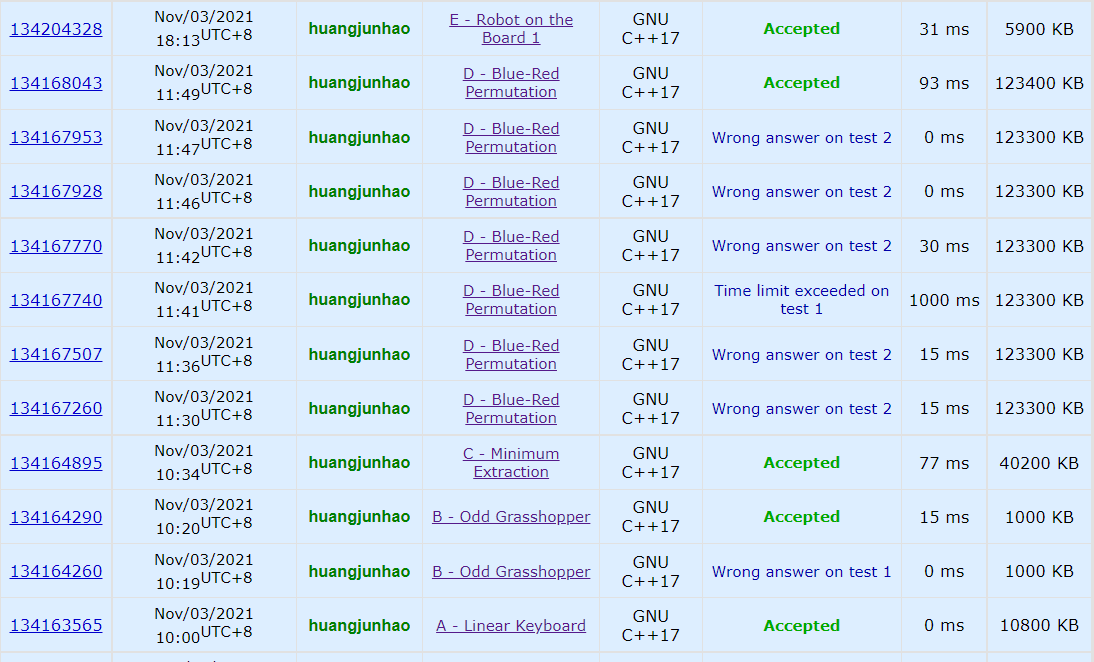 134204328 Nov/03/2021 18:13UTC+8 huangjunhao E - Robot on the Board 1 GNU C++17 Accepted 31 ms 5900 KB
134168043 Nov/03/2021 11:49UTC+8 huangjunhao D - Blue-Red Permutation GNU C++17 Accepted 93 ms 123400 KB
134167953 Nov/03/2021 11:47UTC+8 huangjunhao D - Blue-Red Permutation GNU C++17 Wrong answer on test 2 0 ms 123300 KB
134167928 Nov/03/2021 11:46UTC+8 huangjunhao D - Blue-Red Permutation GNU C++17 Wrong answer on test 2 0 ms 123300 KB
134167770 Nov/03/2021 11:42UTC+8 huangjunhao D - Blue-Red Permutation GNU C++17 Wrong answer on test 2 30 ms 123300 KB
134167740 Nov/03/2021 11:41UTC+8 huangjunhao D - Blue-Red Permutation GNU C++17 Time limit exceeded on test 1 1000 ms 123300 KB
134167507 Nov/03/2021 11:36UTC+8 huangjunhao D - Blue-Red Permutation GNU C++17 Wrong answer on test 2 15 ms 123300 KB
134167260 Nov/03/2021 11:30UTC+8 huangjunhao D - Blue-Red Permutation GNU C++17 Wrong answer on test 2 15 ms 123300 KB
134164895 Nov/03/2021 10:34UTC+8 huangjunhao C - Minimum Extraction GNU C++17 Accepted 77 ms 40200 KB
134164290 Nov/03/2021 10:20UTC+8 huangjunhao B - Odd Grasshopper GNU C++17 Accepted 15 ms 1000 KB
134164260 Nov/03/2021 10:19UTC+8 huangjunhao B - Odd Grasshopper GNU C++17 Wrong answer on test 1 0 ms 1000 KB
134163565 Nov/03/2021 10:00UTC+8 huangjunhao A - Linear Keyboard GNU C++17 Accepted 0 ms 10800 KB